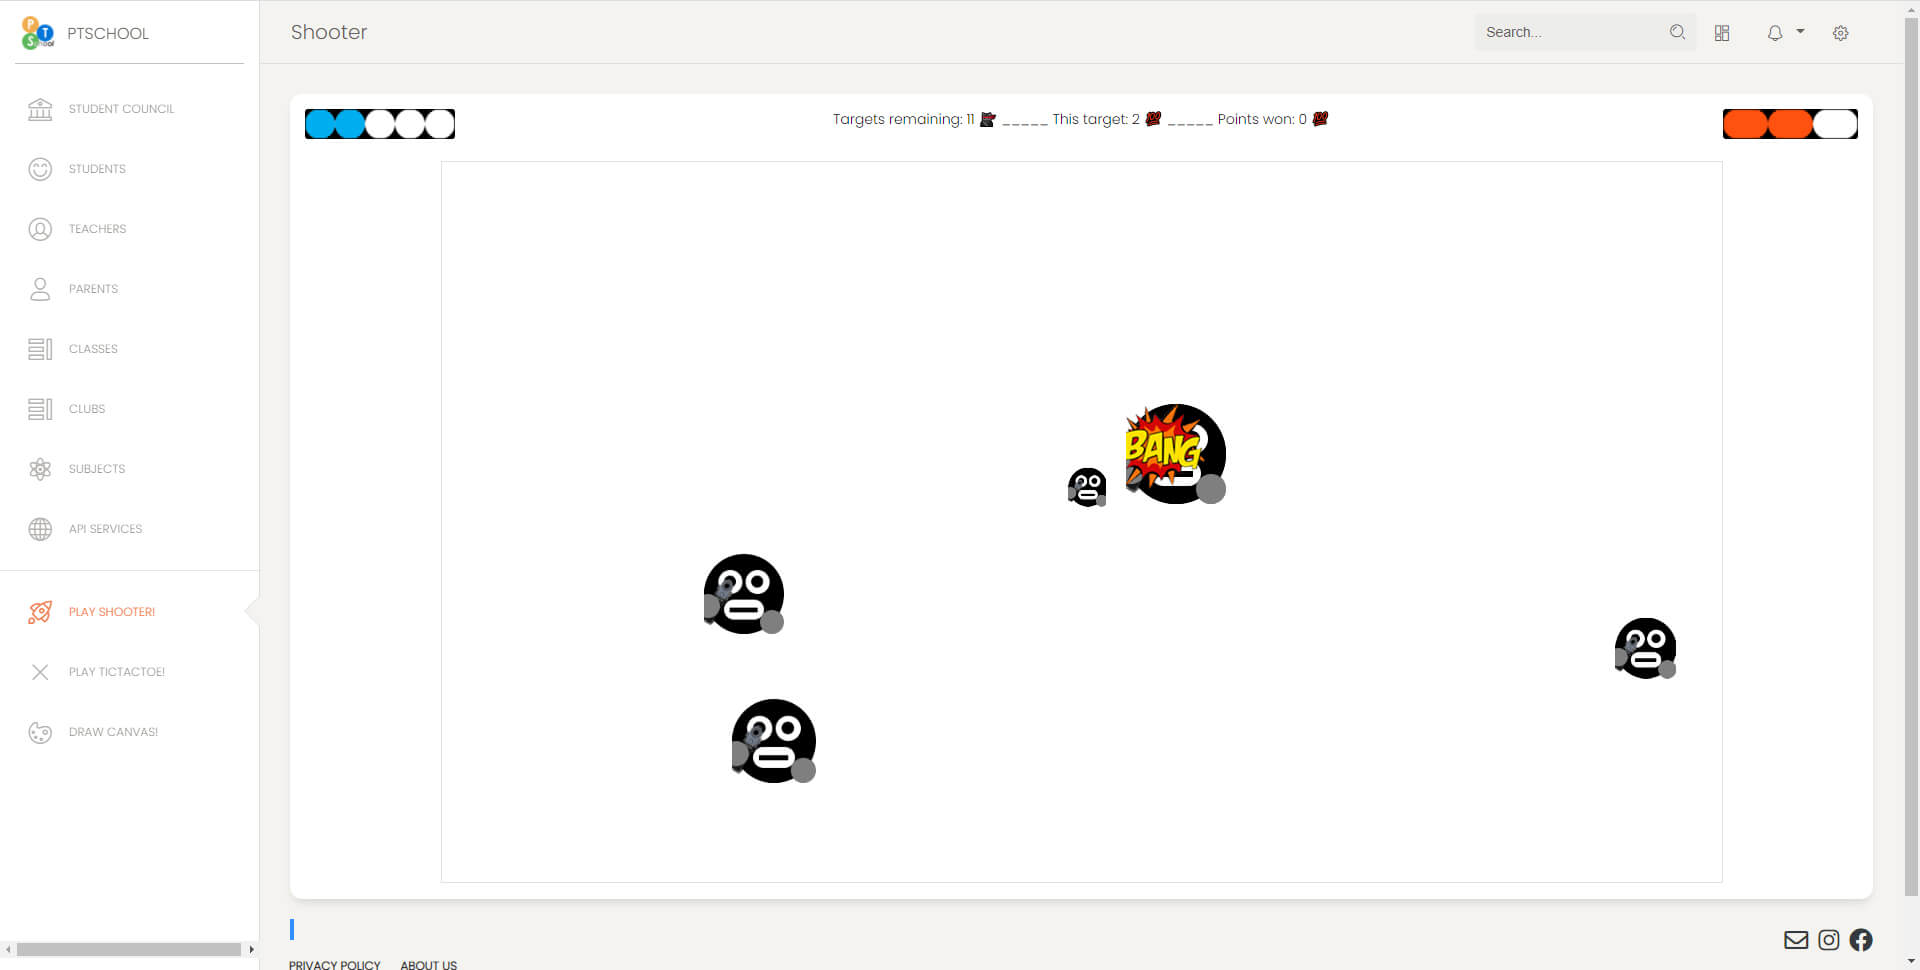 PTSCHOOL
Shooter
Search...
STUDENT COUNCIL
STUDENTS
TEACHERS
PARENTS
CLASSES
CLUBS
SUBJECTS
API SERVICES
PLAY SHOOTER!
PLAY TICTACTOE!
DRAW CANVAS!
Targets remaining: 11 _____ This target: 2 _____ Points won: 0
BANG
PRIVACY POLICY ABOUT US